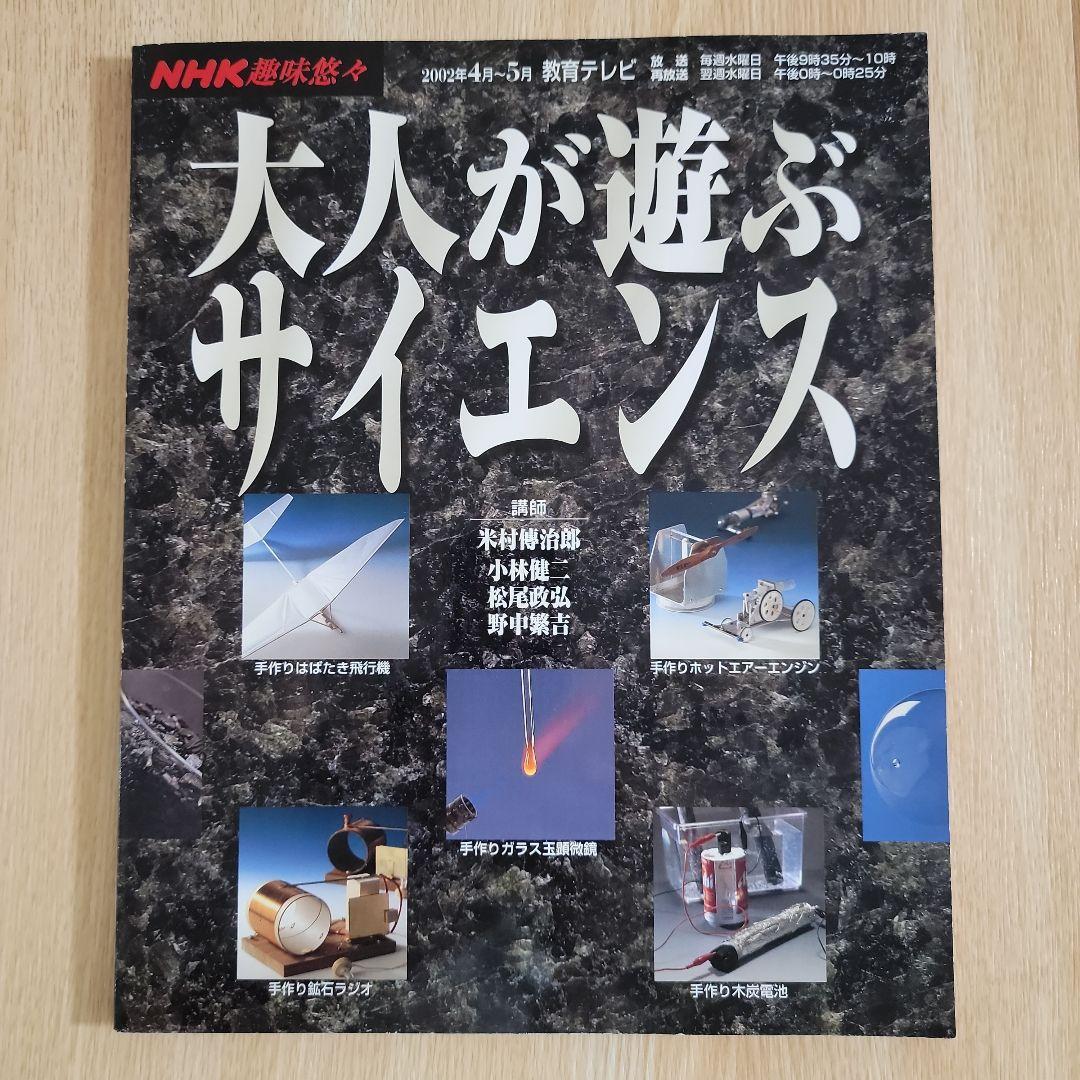 NHK趣味悠々
2002年4月~5月 教育テレビ
放送 毎週水曜日 午後9時35分~10時
再放送 翌週水曜日 午後0時~0時25分
大人が遊ぶ
サイエンス
講師
米村傳治郎
小林健二
松尾政弘
野中繁吉
手作りはばたき飛行機
手作りホットエアーエンジン
手作りガラス玉顕微鏡
手作り鉱石ラジオ
手作り木炭電池